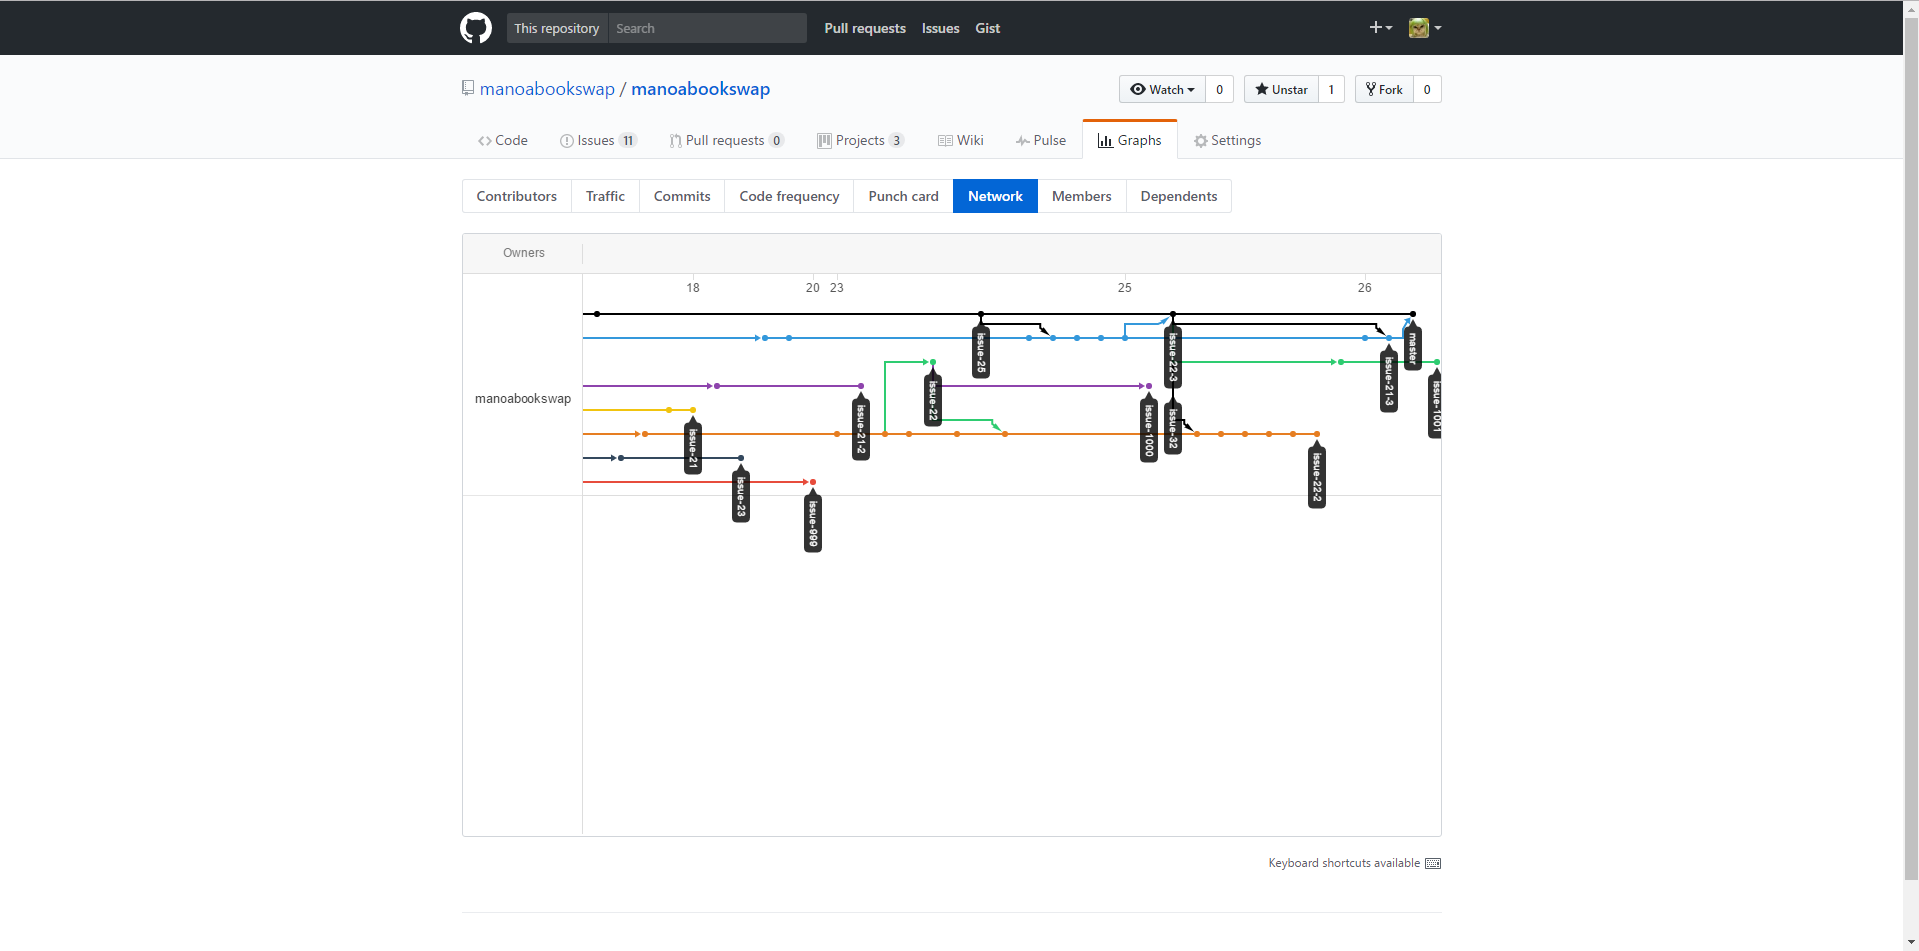 This repository Search Pull requests Issues Gist
manoabookswap / manoabookswap
Watch 0 Unstar 1 Fork 0
Code Issues 11 Pull requests 0 Projects 3 Wiki Pulse Graphs Settings
Contributors Traffic Commits Code frequency Punch card Network Members Dependents
Owners
18 20 23 25 26
manoabookswap
issue-21
issue-23
issue-999
issue-21-2
issue-22
issue-25
issue-1000
issue-22-3
issue-32
issue-22-2
issue-21-3
master
issue-1001
Keyboard shortcuts available